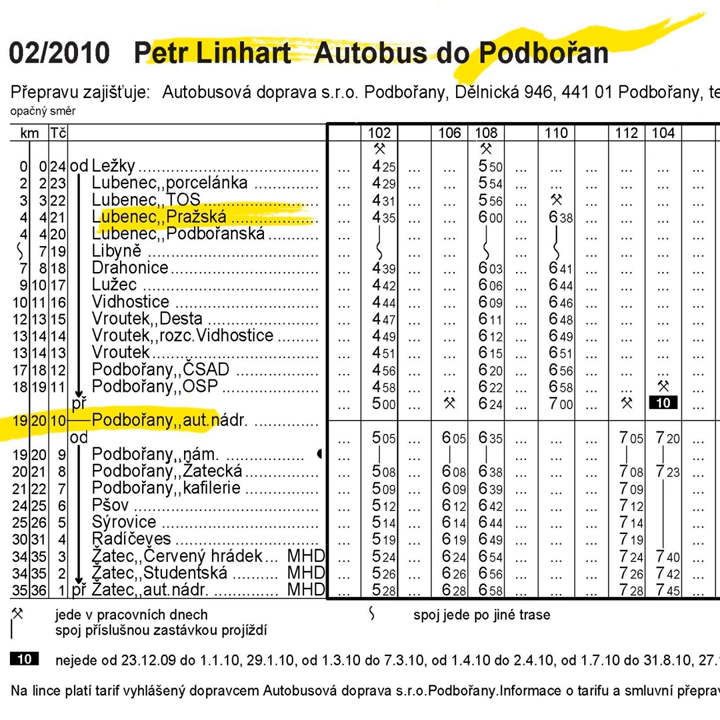 02/2010 Petr Linhart Autobus do Podbořan
Přepravu zajišťuje: Autobusová doprava s.r.o. Podbořany, Dělnická 946, 441 01 Podbořany, te
opačný směr
km Tč 102 106 108 110 112 104
0 0 24 od Ležky ... 4 25 ... ... 5 50 ... ... ... ... ... ...
2 2 23 Lubenec,,porcelánka ... 4 29 ... ... 5 54 ... ... ... ... ... ...
3 3 22 Lubenec,,TOS ... 4 31 ... ... 5 56 ... ... ... ... ...
4 4 21 Lubenec,,Pražská ... 4 35 ... ... 6 00 ... 6 38 ... ... ... ...
4 4 20 Lubenec,,Podbořanská ... ... ... ... ... ... ... ...
7 19 Libyně ... ... ... ... ... ... ... ...
7 8 18 Drahonice ... 4 39 ... ... 6 03 ... 6 41 ... ... ... ...
9 10 17 Lužec ... 4 42 ... ... 6 06 ... 6 44 ... ... ... ...
10 11 16 Vidhostice ... 4 44 ... ... 6 09 ... 6 46 ... ... ... ...
12 13 15 Vroutek,,Desta ... 4 47 ... ... 6 11 ... 6 48 ... ... ... ...
13 14 14 Vroutek,,rozc.Vidhostice ... 4 49 ... ... 6 12 ... 6 49 ... ... ... ...
13 14 13 Vroutek ... 4 51 ... ... 6 15 ... 6 51 ... ... ... ...
17 18 12 Podbořany,,ČSAD ... 4 56 ... ... 6 20 ... 6 56 ... ... ... ...
18 19 11 Podbořany,,OSP ... 4 58 ... ... 6 22 ... 6 58 ... ... ...
př ... 5 00 ... 6 24 ... 7 00 ... 10 ...
19 20 10 Podbořany,,aut.nádr.
od ... 5 05 ... 6 05 6 35 ... ... ... 7 05 7 20 ...
19 20 9 Podbořany,,nám. ... ... ... ... ... ...
20 21 8 Podbořany,,Žatecká ... 5 08 ... 6 08 6 38 ... ... ... 7 08 7 23 ...
21 22 7 Podbořany,,kafilerie ... 5 09 ... 6 09 6 39 ... ... ... 7 09 ...
24 25 6 Pšov ... 5 12 ... 6 12 6 42 ... ... ... 7 12 ...
25 26 5 Sýrovice ... 5 14 ... 6 14 6 44 ... ... ... 7 14 ...
30 31 4 Radíčeves ... 5 19 ... 6 19 6 49 ... ... ... 7 19 ...
34 35 3 Žatec,,Červený hrádek ... MHD ... 5 24 ... 6 24 6 54 ... ... ... 7 24 7 40 ...
34 35 2 Žatec,,Studentská ... MHD ... 5 26 ... 6 26 6 56 ... ... ... 7 26 7 42 ...
35 36 1 př Žatec,,aut.nádr. ... MHD ... 5 28 ... 6 28 6 58 ... ... ... 7 28 7 45 ...
jede v pracovních dnech spoj jede po jiné trase
spoj příslušnou zastávkou projíždí
10 nejede od 23.12.09 do 1.1.10, 29.1.10, od 1.3.10 do 7.3.10, od 1.4.10 do 2.4.10, od 1.7.10 do 31.8.10, 27.
Na lince platí tarif vyhlášený dopravcem Autobusová doprava s.r.o.Podbořany.Informace o tarifu a smluvní přeprav